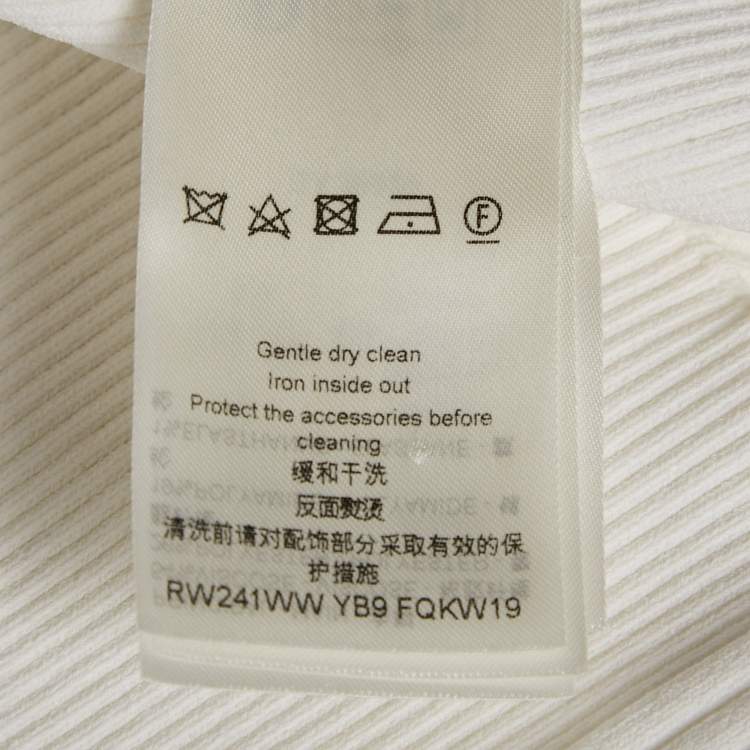 F
Gentle dry clean
Iron inside out
Protect the accessories before
cleaning
缓和干洗
反面熨烫
清洗前请对配饰部分采取有效的保
护措施
RW241WW YB9 FQKW19